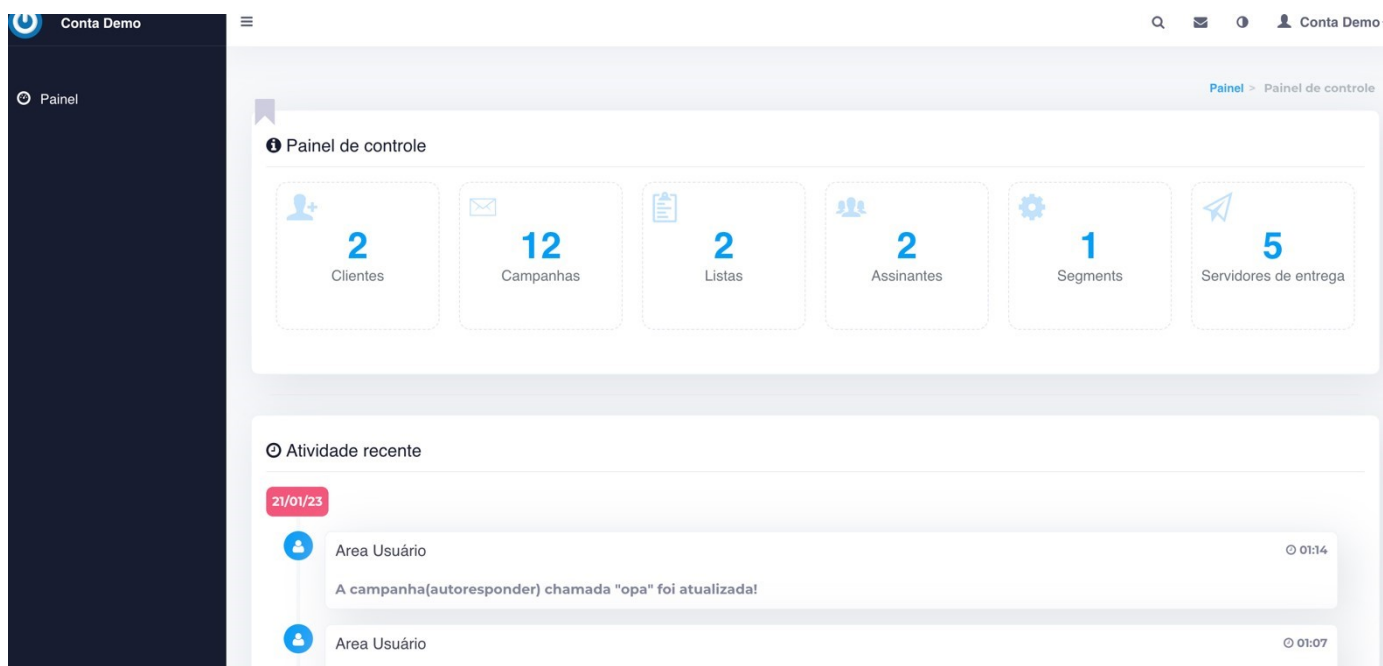 Conta Demo
Conta Demo
Painel
Painel > Painel de controle
Painel de controle
2
Clientes
12
Campanhas
2
Listas
2
Assinantes
1
Segments
5
Servidores de entrega
Atividade recente
21/01/23
Area Usuário
01:14
A campanha(autoresponder) chamada "opa" foi atualizada!
Area Usuário
01:07